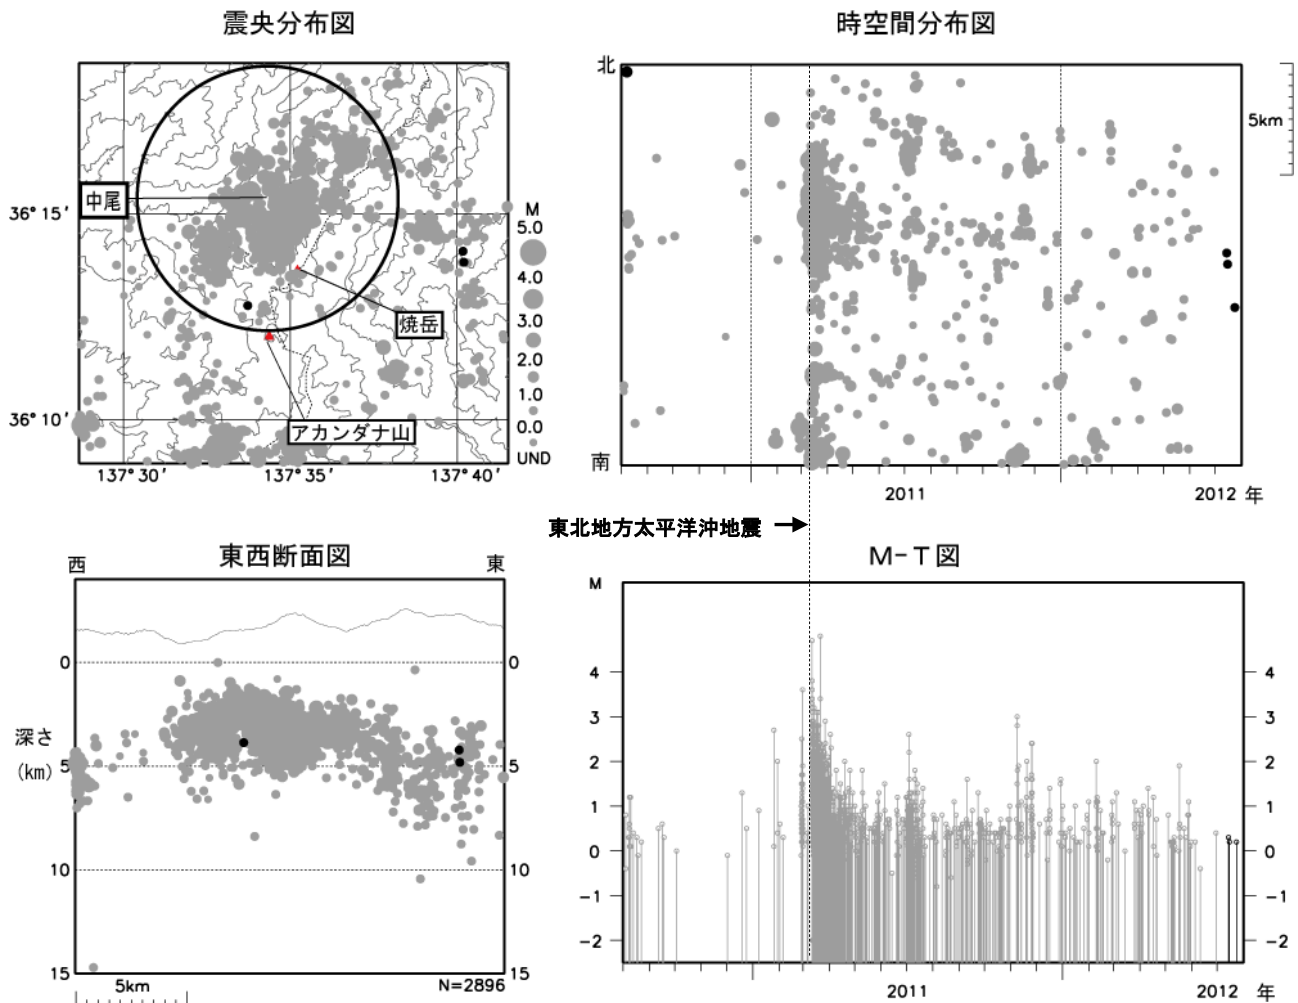 震央分布図
中尾
36°15′
焼岳
アカンダナ山
36°10′
137°30′
137°35′
137°40′
M
5.0
4.0
3.0
2.0
1.0
0.0
UND
時空間分布図
北
南
5km
2011
2012 年
東北地方太平洋沖地震 →
東西断面図
西
東
0
0
深さ
(km)
5
5
10
10
15
15
5km
N=2896
M-T図
M
4
4
3
3
2
2
1
1
0
0
-1
-1
-2
-2
2011
2012 年